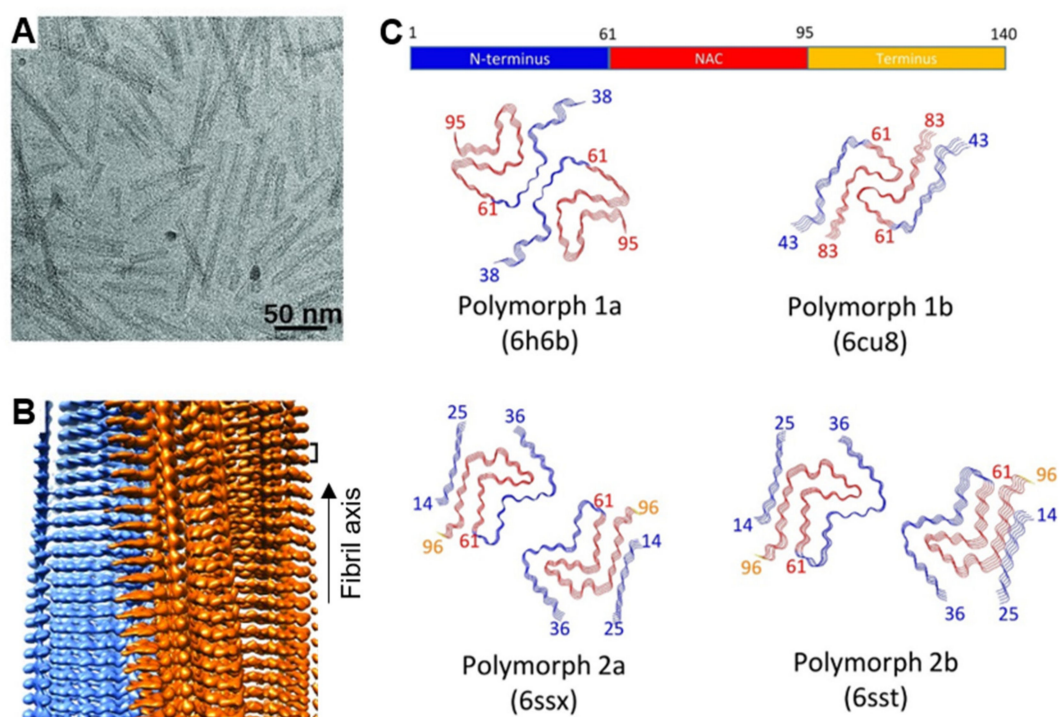 A
50 nm
B
Fibril axis
C
1 61 95 140
N-terminus NAC Terminus
38
95
61
61
95
38
Polymorph 1a
(6h6b)
61
83
43
43
83
61
Polymorph 1b
(6cu8)
25
36
14
96
61
61
96
14
36
25
Polymorph 2a
(6ssx)
25
36
14
96
61
61
96
14
36
25
Polymorph 2b
(6sst)